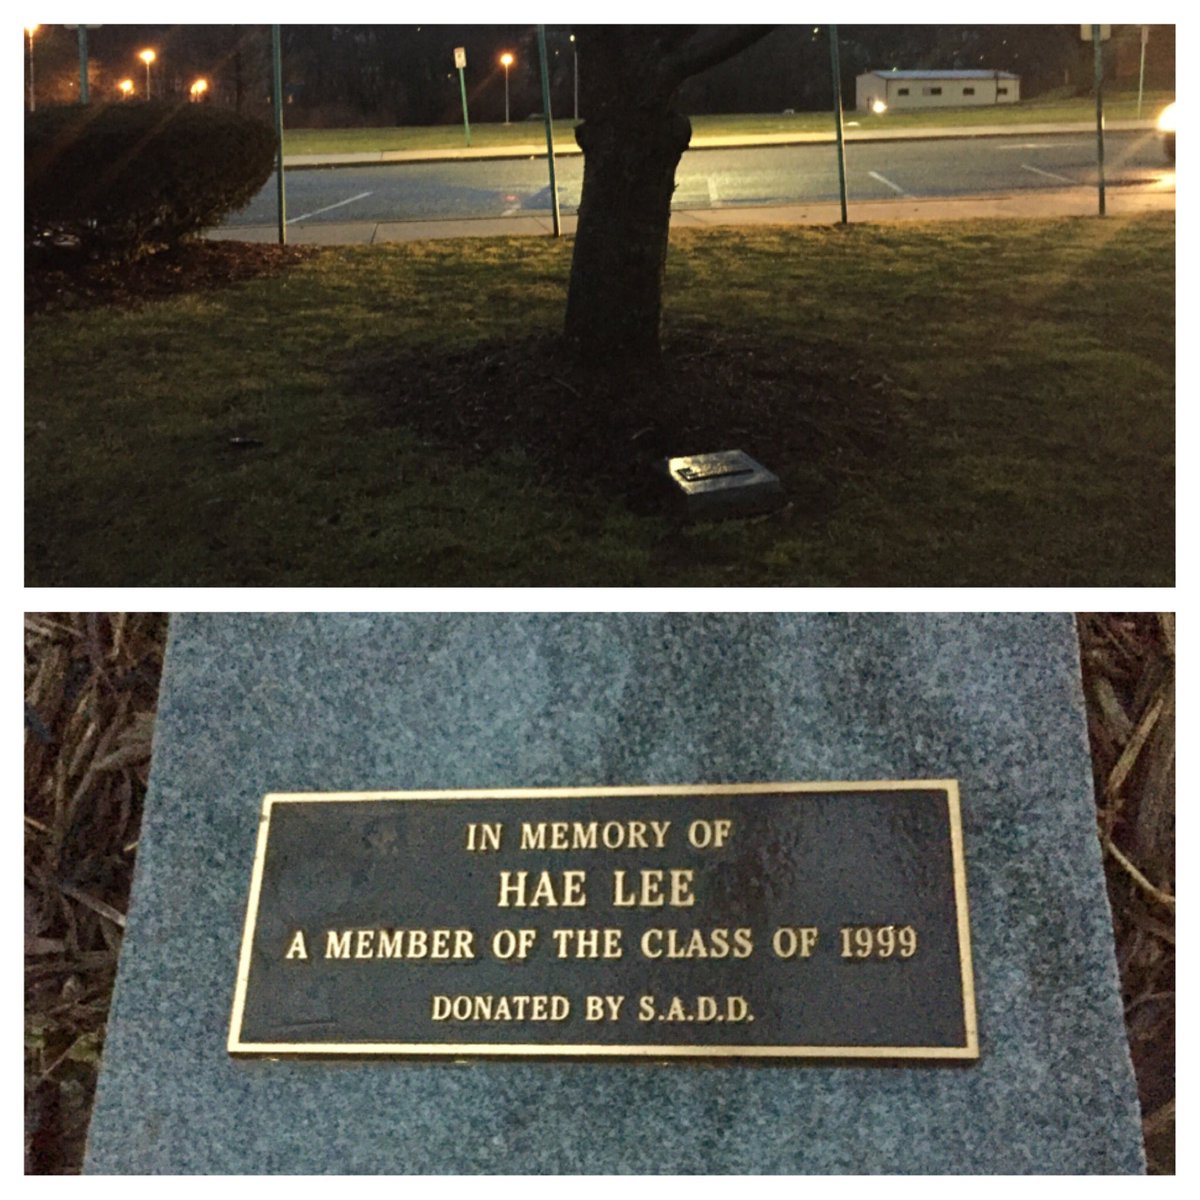 IN MEMORY OF
HAE LEE
A MEMBER OF THE CLASS OF 1999
DONATED BY S.A.D.D.